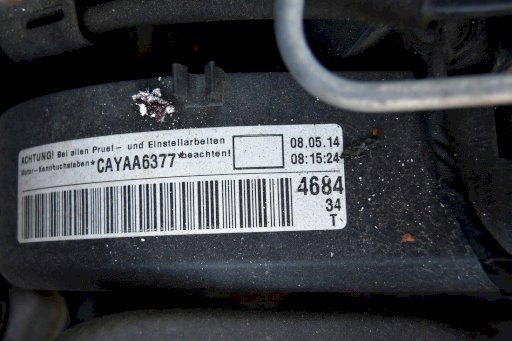 ACHTUNG! Bei allen Pruef- und Einstellarbeiten
Motor-Kennbuchstaben*CAYAA6377*beachten!
08.05.14
08:15:24
4684
34
T